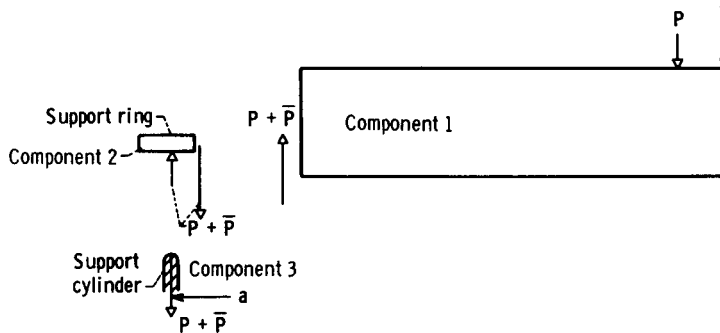 P
Support ring
P + P̅
Component 1
Component 2
P + P̅
Support
cylinder
Component 3
a
P + P̅